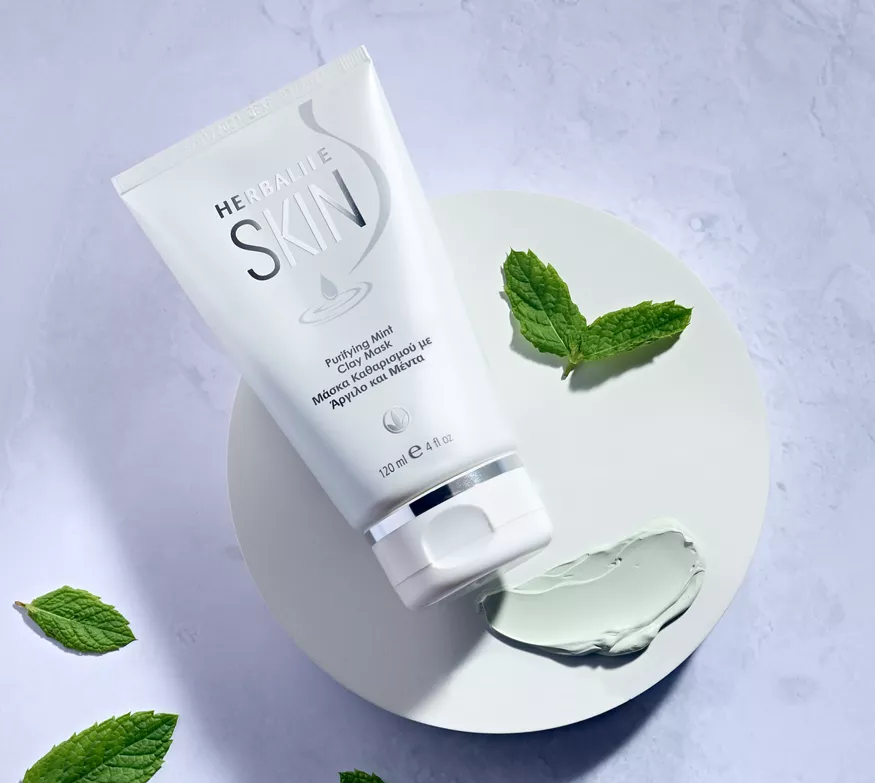 HERBALIFE
SKIN
Purifying Mint
Clay Mask
Μάσκα Καθαρισμού με
Άργιλο και Μέντα
120 ml e 4 fl oz